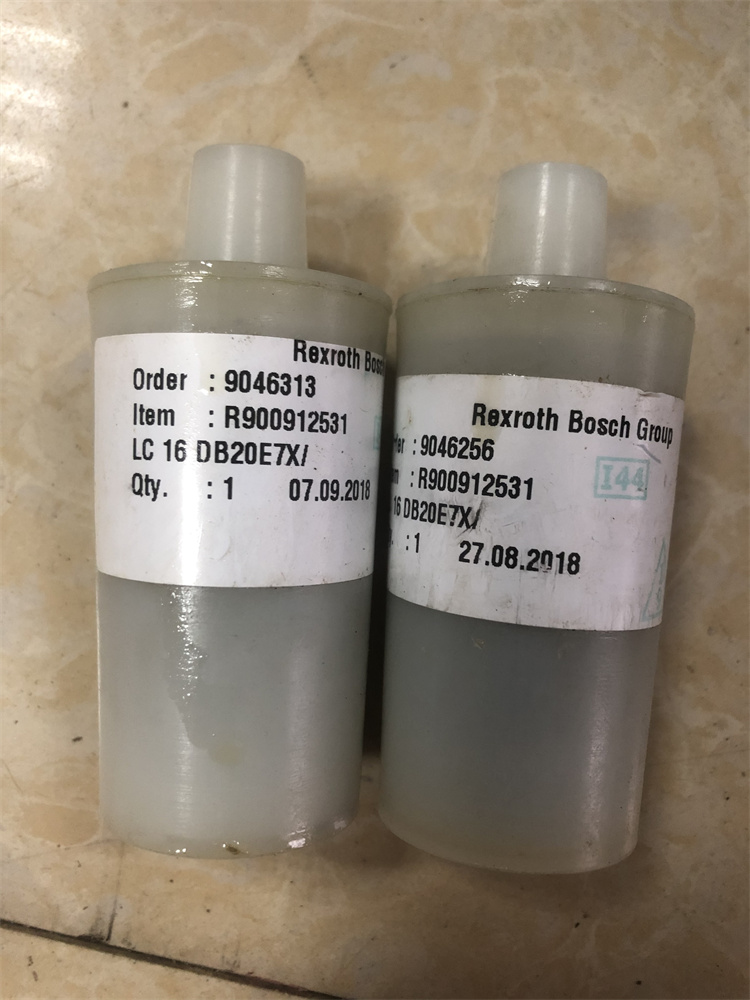 Rexroth Bosch
Order : 9046313
Item : R900912531
LC 16 DB20E7X/
Qty. : 1 07.09.2018
Rexroth Bosch Group
: 9046256
: R900912531
I44
16 DB20E7X/
: 1 27.08.2018